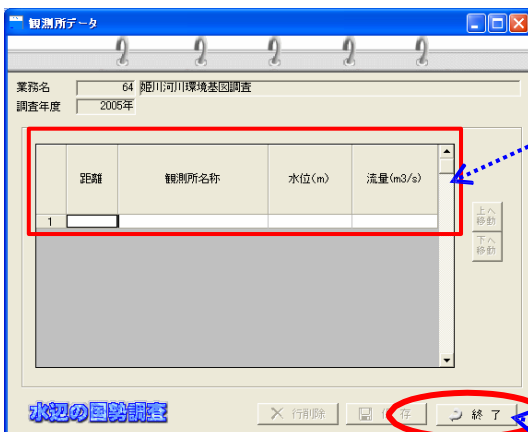 観測所データ
業務名 64 姫川河川環境基図調査
調査年度 2005年
距離 観測所名称 水位(m) 流量(m3/s)
1
上へ
移動
下へ
移動
水辺の国勢調査 行削除 保存 終了